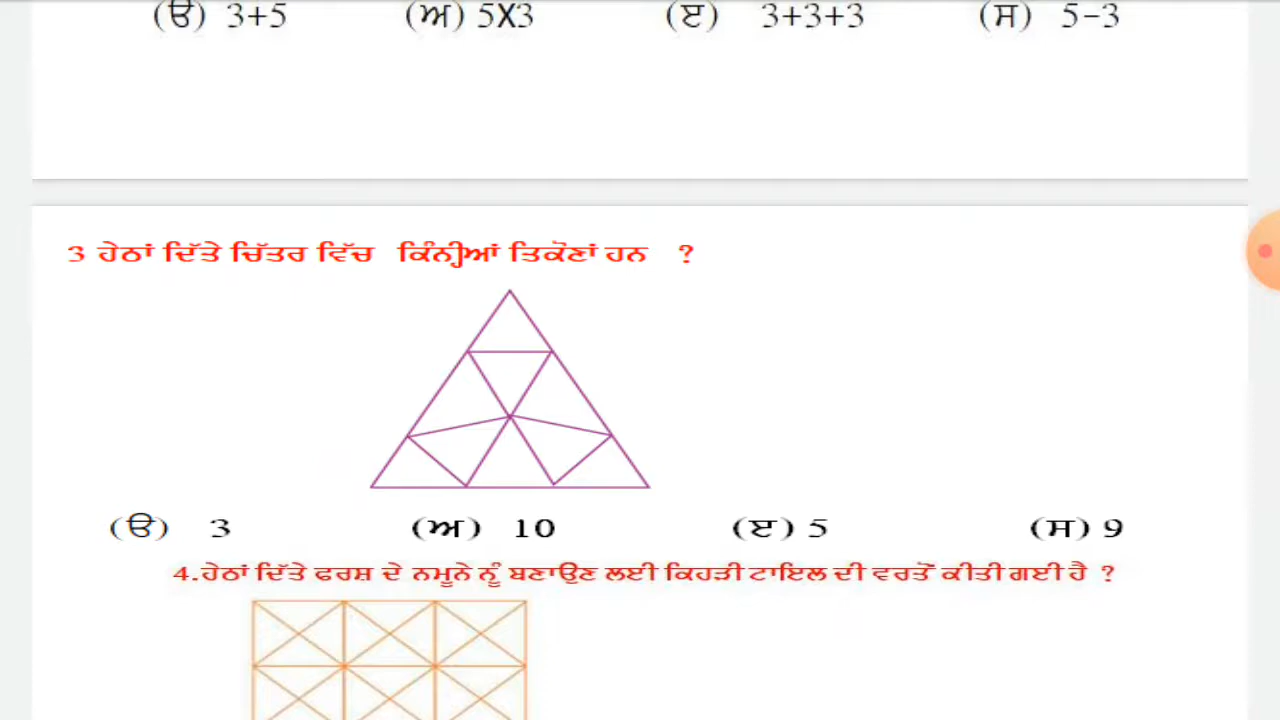 (ੳ) 3+5 (ਅ) 5X3 (ੲ) 3+3+3 (ਸ) 5-3
3 ਹੇਠਾਂ ਦਿੱਤੇ ਚਿੱਤਰ ਵਿੱਚ ਕਿੰਨ੍ਹੀਆਂ ਤਿਕੋਣਾਂ ਹਨ ?
(ੳ) 3 (ਅ) 10 (ੲ) 5 (ਸ) 9
4.ਹੇਠਾਂ ਦਿੱਤੇ ਫਰਸ਼ ਦੇ ਨਮੂਨੇ ਨੂੰ ਬਣਾਉਣ ਲਈ ਕਿਹੜੀ ਟਾਇਲ ਦੀ ਵਰਤੋਂ ਕੀਤੀ ਗਈ ਹੈ ?